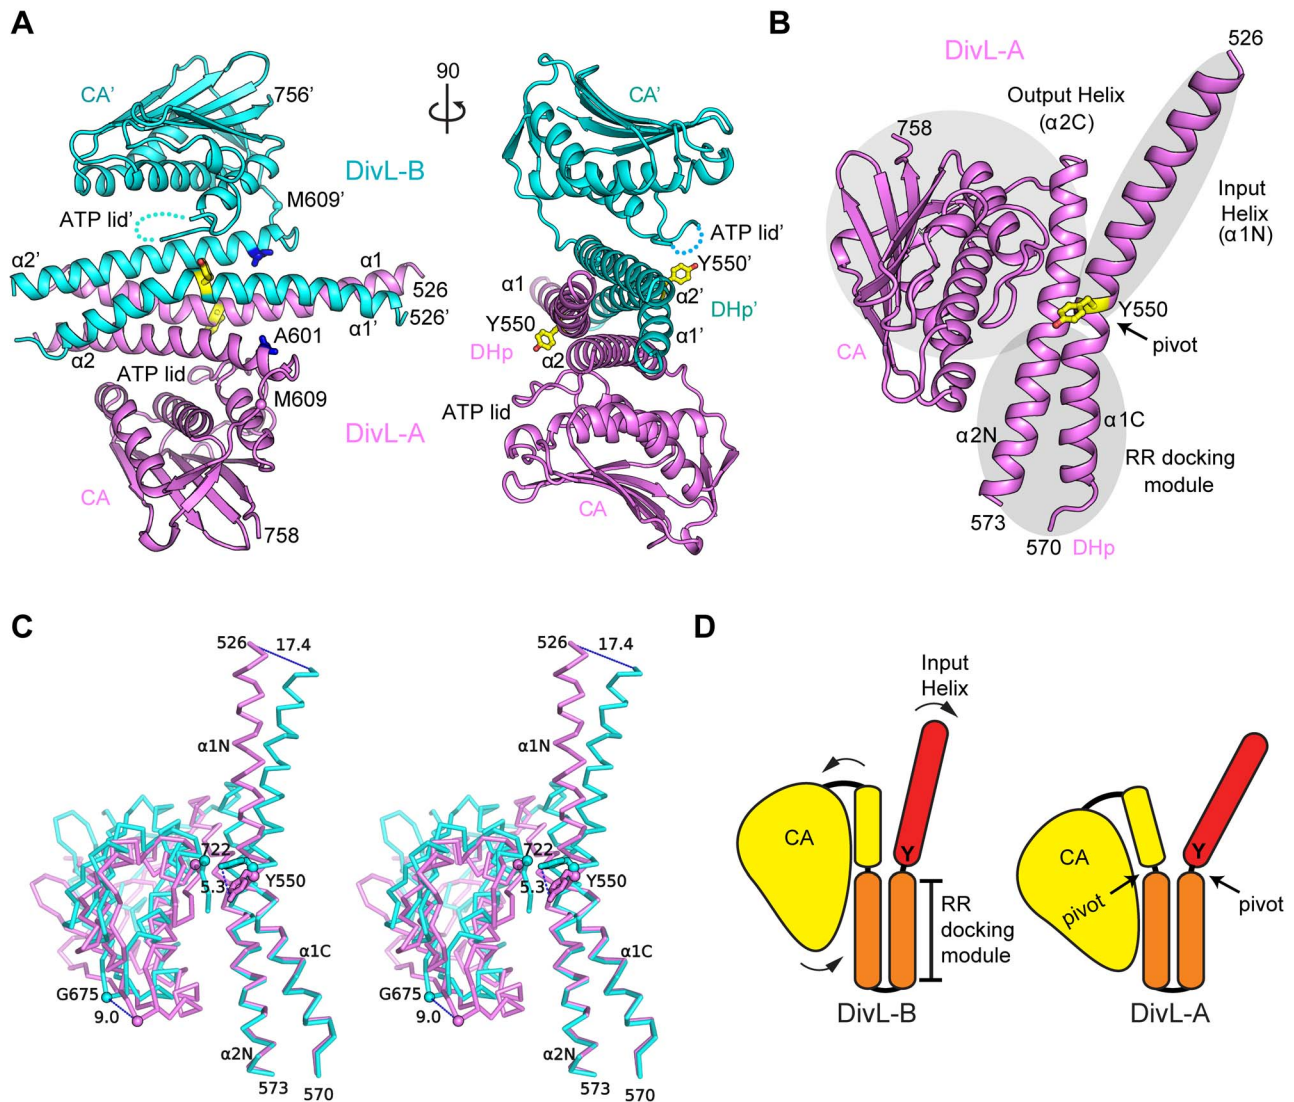 A
CA'
756'
DivL-B
M609'
ATP lid'
α2'
α1
526
526'
α1'
A601
α2
ATP lid
M609
DivL-A
CA
758
90
CA'
ATP lid'
Y550'
α1
α2'
DHp'
Y550
α1'
DHp
α2
ATP lid
CA
B
DivL-A
526
Output Helix
(α2C)
758
Input
Helix
(α1N)
Y550
pivot
CA
α2N
α1C
RR docking
module
573
570
DHp
C
526
17.4
α1N
722
5.3
Y550
α1C
G675
9.0
α2N
573
570
526
17.4
α1N
722
5.3
Y550
α1C
G675
9.0
α2N
573
570
D
Input
Helix
CA
Y
RR
docking
module
DivL-B
CA
Y
pivot
pivot
DivL-A